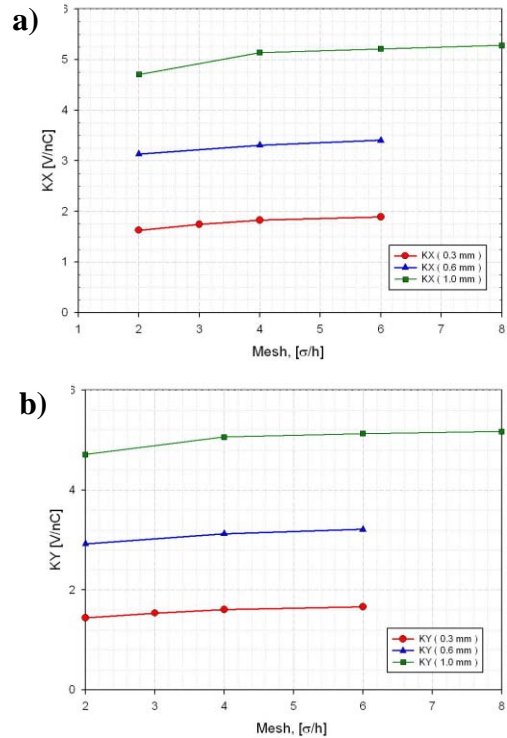 a)
6
5
4
3
2
1
0
KX [V/nC]
KX ( 0.3 mm )
KX ( 0.6 mm )
KX ( 1.0 mm )
1 2 3 4 5 6 7 8
Mesh, [σ/h]
b)
6
4
2
0
KY [V/nC]
KY ( 0.3 mm )
KY ( 0.6 mm )
KY ( 1.0 mm )
2 3 4 5 6 7 8
Mesh, [σ/h]